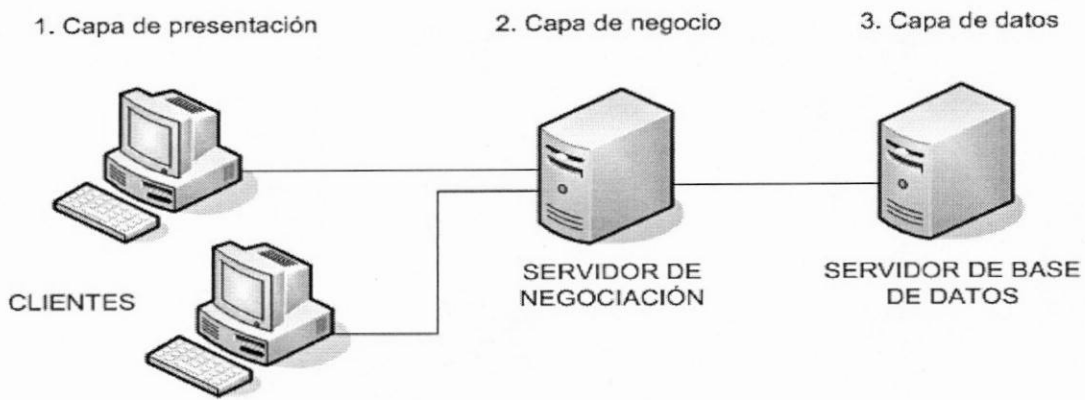 1. Capa de presentación
2. Capa de negocio
3. Capa de datos
CLIENTES
SERVIDOR DE
NEGOCIACIÓN
SERVIDOR DE BASE
DE DATOS